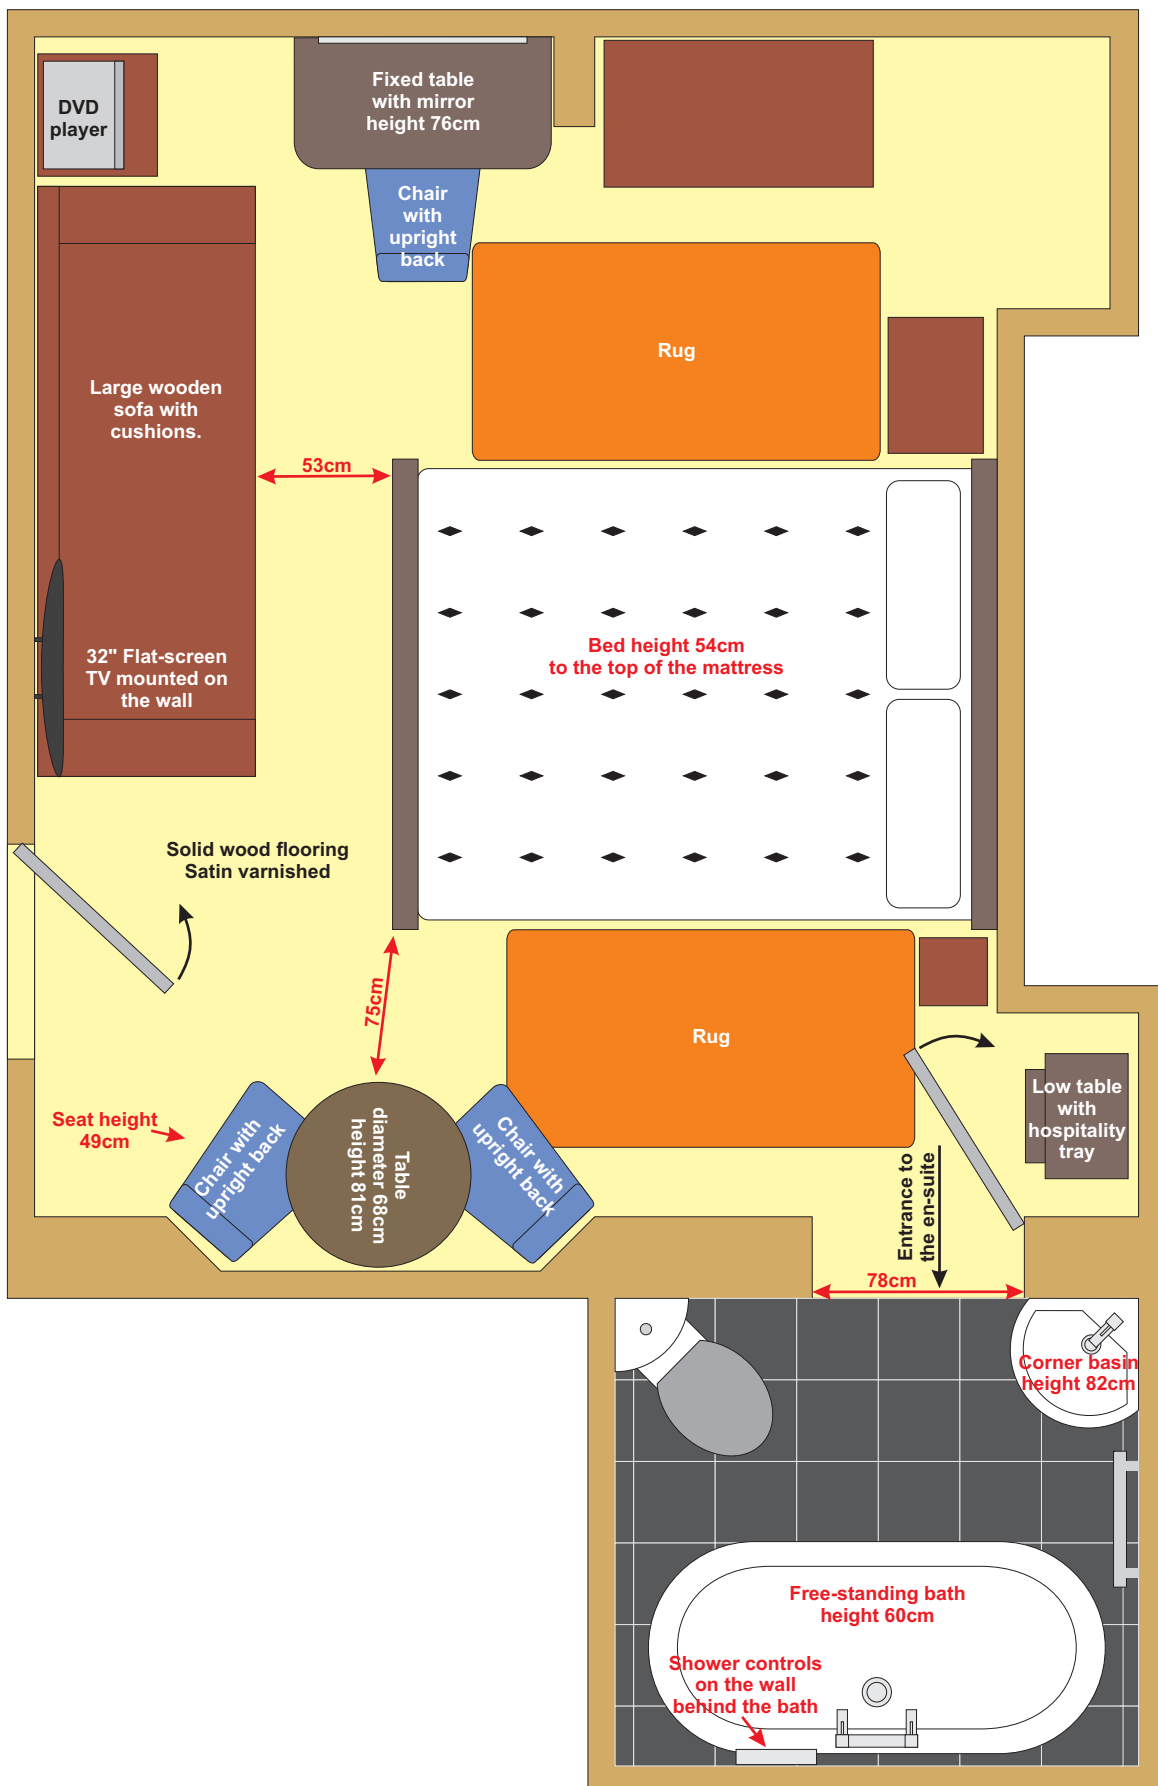 DVD
player
Fixed table
with mirror
height 76cm
Chair
with
upright
back
Rug
Large wooden
sofa with
cushions.
53cm
Bed height 54cm
to the top of the mattress
32" Flat-screen
TV mounted on
the wall
Solid wood flooring
Satin varnished
75cm
Rug
Low table
with
hospitality
tray
Seat height
49cm
Chair with
upright back
Table
diameter 68cm
height 81cm
Chair with
upright back
Entrance to
the en-suite
78cm
Corner basin
height 82cm
Free-standing bath
height 60cm
Shower controls
on the wall
behind the bath